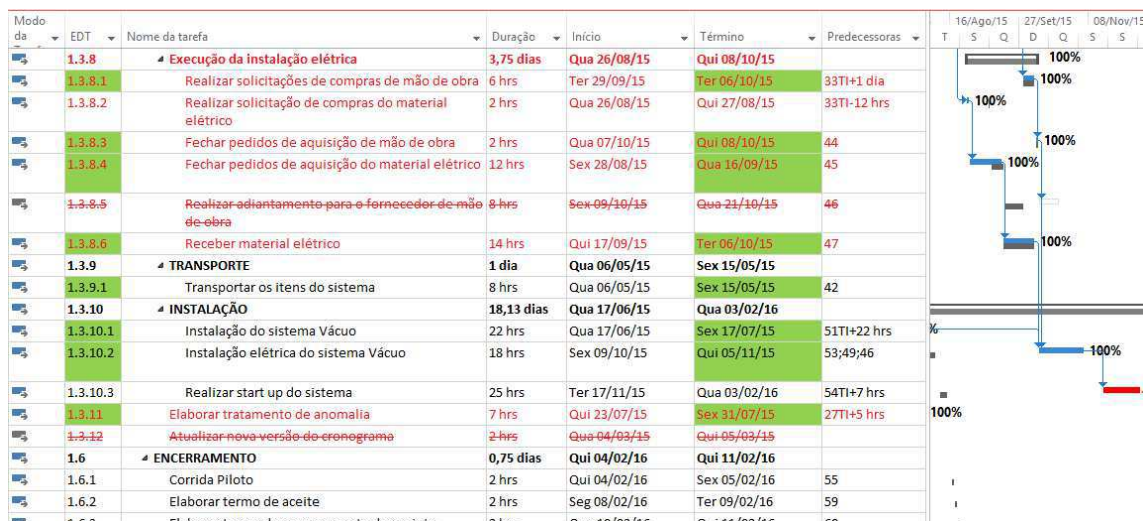 Modo da
EDT Nome da tarefa Duração Início Término Predecessoras
16/Ago/15 27/Set/15 08/Nov/15
T S Q D Q S S
1.3.8 Execução da instalação elétrica 3,75 dias Qua 26/08/15 Qui 08/10/15 100%
1.3.8.1 Realizar solicitações de compras de mão de obra 6 hrs Ter 29/09/15 Ter 06/10/15 33TI+1 dia 100%
1.3.8.2 Realizar solicitação de compras do material 2 hrs Qua 26/08/15 Qui 27/08/15 33TI-12 hrs 100%
elétrico
1.3.8.3 Fechar pedidos de aquisição de mão de obra 2 hrs Qua 07/10/15 Qui 08/10/15 44 100%
1.3.8.4 Fechar pedidos de aquisição do material elétrico 12 hrs Sex 28/08/15 Qua 16/09/15 45 100%
1.3.8.5 Realizar adiantamento para o fornecedor de mão 8 hrs Sex 09/10/15 Qua 21/10/15 46
de obra
1.3.8.6 Receber material elétrico 14 hrs Qui 17/09/15 Ter 06/10/15 47 100%
1.3.9 TRANSPORTE 1 dia Qua 06/05/15 Sex 15/05/15
1.3.9.1 Transportar os itens do sistema 8 hrs Qua 06/05/15 Sex 15/05/15 42
1.3.10 INSTALAÇÃO 18,13 dias Qua 17/06/15 Qua 03/02/16
1.3.10.1 Instalação do sistema Vácuo 22 hrs Qua 17/06/15 Sex 17/07/15 51TI+22 hrs %
1.3.10.2 Instalação elétrica do sistema Vácuo 18 hrs Sex 09/10/15 Qui 05/11/15 53;49;46 100%
1.3.10.3 Realizar start up do sistema 25 hrs Ter 17/11/15 Qua 03/02/16 54TI+7 hrs
1.3.11 Elaborar tratamento de anomalia 7 hrs Qui 23/07/15 Sex 31/07/15 27TI+5 hrs 100%
1.3.12 Atualizar nova versão do cronograma 2 hrs Qua 04/03/15 Qui 05/03/15
1.6 ENCERRAMENTO 0,75 dias Qui 04/02/16 Qui 11/02/16
1.6.1 Corrida Piloto 2 hrs Qui 04/02/16 Sex 05/02/16 55
1.6.2 Elaborar termo de aceite 2 hrs Seg 08/02/16 Ter 09/02/16 59